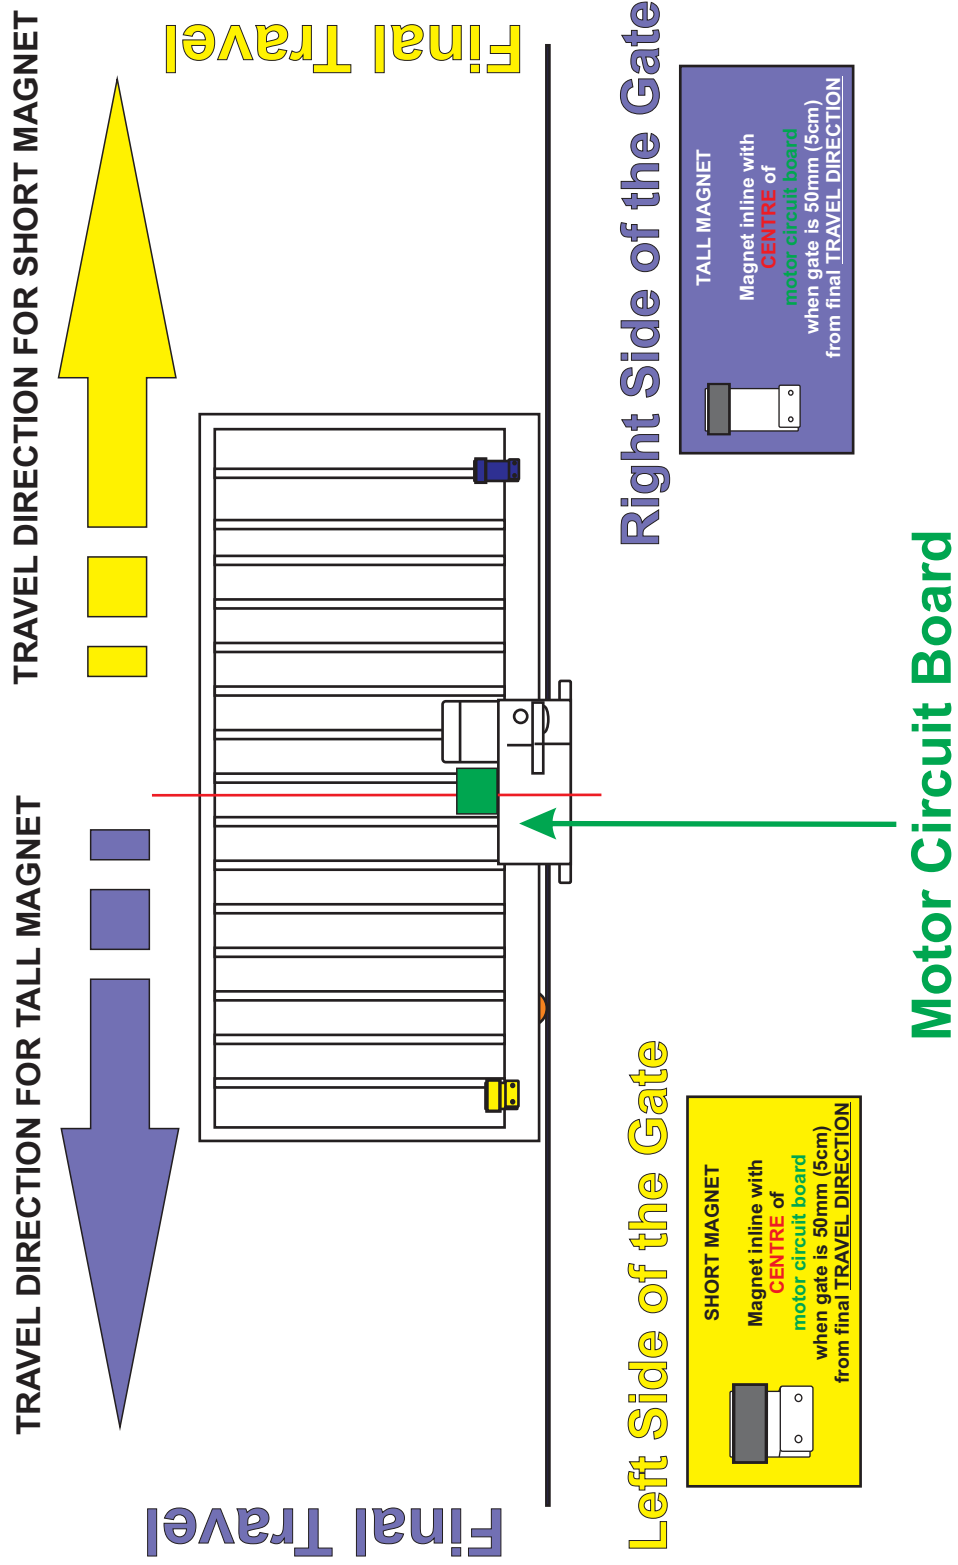 TRAVEL DIRECTION FOR TALL MAGNET
TRAVEL DIRECTION FOR SHORT MAGNET
Final Travel
Final Travel
Left Side of the Gate
Right Side of the Gate
SHORT MAGNET
Magnet inline with
CENTRE of
motor circuit board
when gate is 50mm (5cm)
from final TRAVEL DIRECTION
TALL MAGNET
Magnet inline with
CENTRE of
motor circuit board
when gate is 50mm (5cm)
from final TRAVEL DIRECTION
Motor Circuit Board